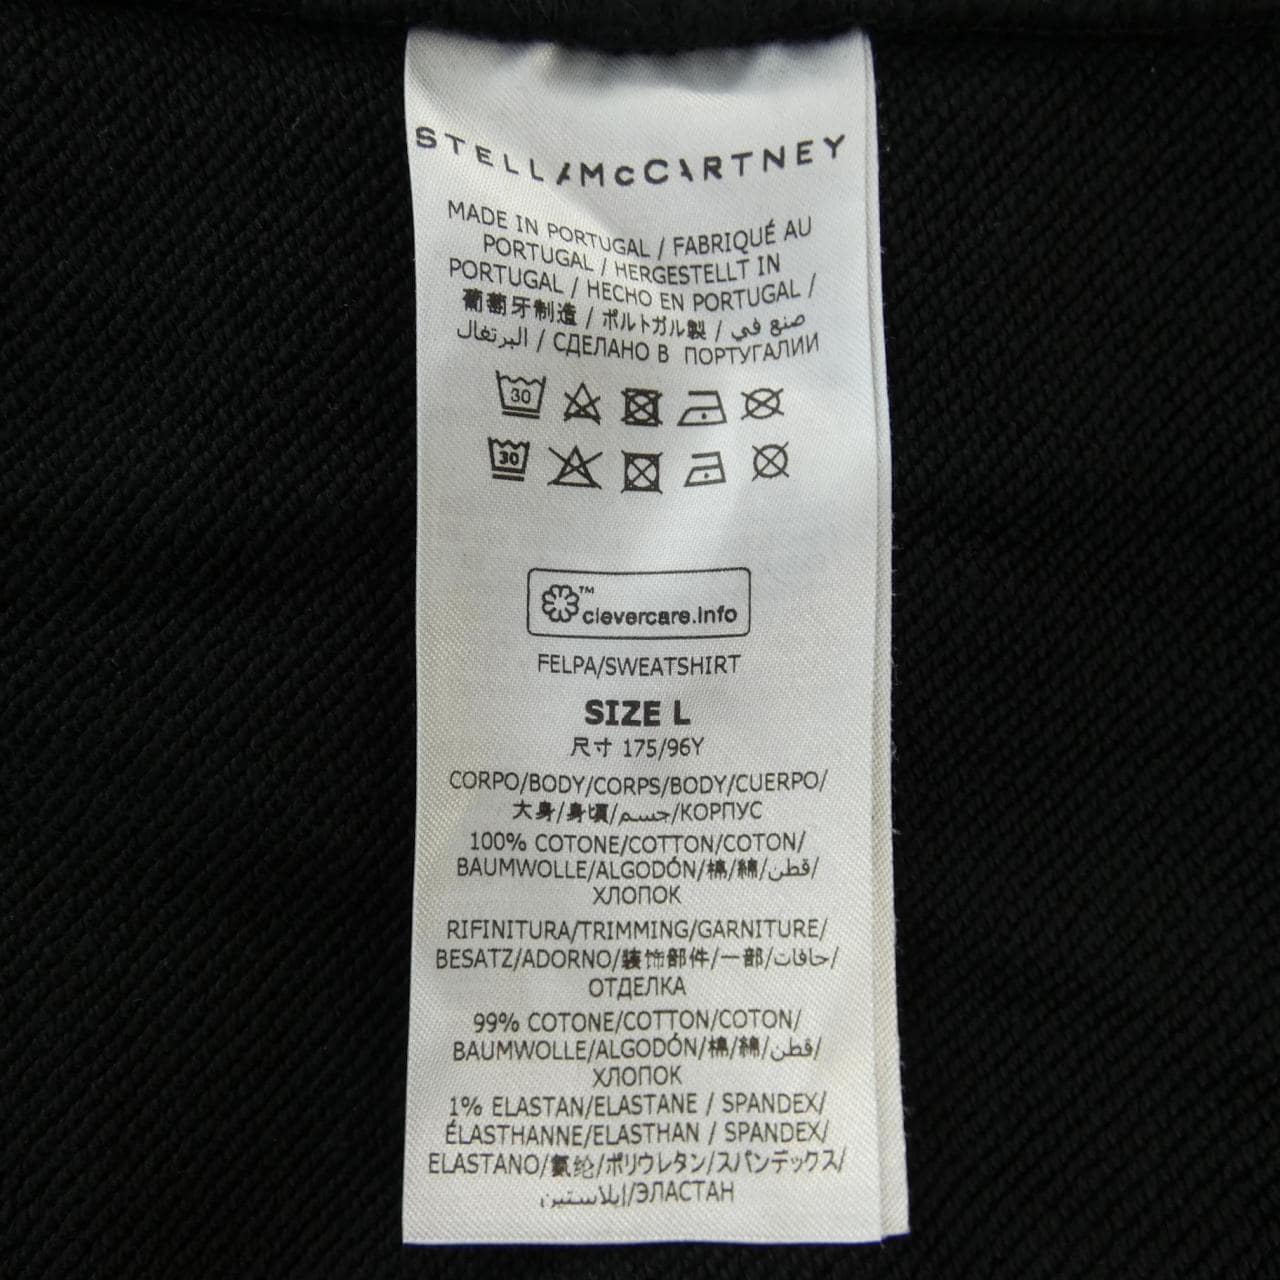 STELLA McCARTNEY
MADE IN PORTUGAL / FABRIQUÉ AU
PORTUGAL / HERGESTELLT IN
PORTUGAL / HECHO EN PORTUGAL /
葡萄牙制造 / ポルトガル製 / صنع في
البرتغال / СДЕЛАНО В ПОРТУГАЛИИ
30
30
™ clevercare.info
FELPA/SWEATSHIRT
SIZE L
尺寸 175/96Y
CORPO/BODY/CORPS/BODY/CUERPO/
大身/身頃/جسم/КОРПУС
100% COTONE/COTTON/COTON/
BAUMWOLLE/ALGODÓN/棉/綿/قطن/
ХЛОПОК
RIFINITURA/TRIMMING/GARNITURE/
BESATZ/ADORNO/装饰部件/一部/حافات/
ОТДЕЛКА
99% COTONE/COTTON/COTON/
BAUMWOLLE/ALGODÓN/棉/綿/قطن/
ХЛОПОК
1% ELASTAN/ELASTANE / SPANDEX/
ÉLASTHANNE/ELASTHAN / SPANDEX/
ELASTANO/氨纶/ポリウレタン/スパンデックス/
إيلاستين/ЭЛАСТАН